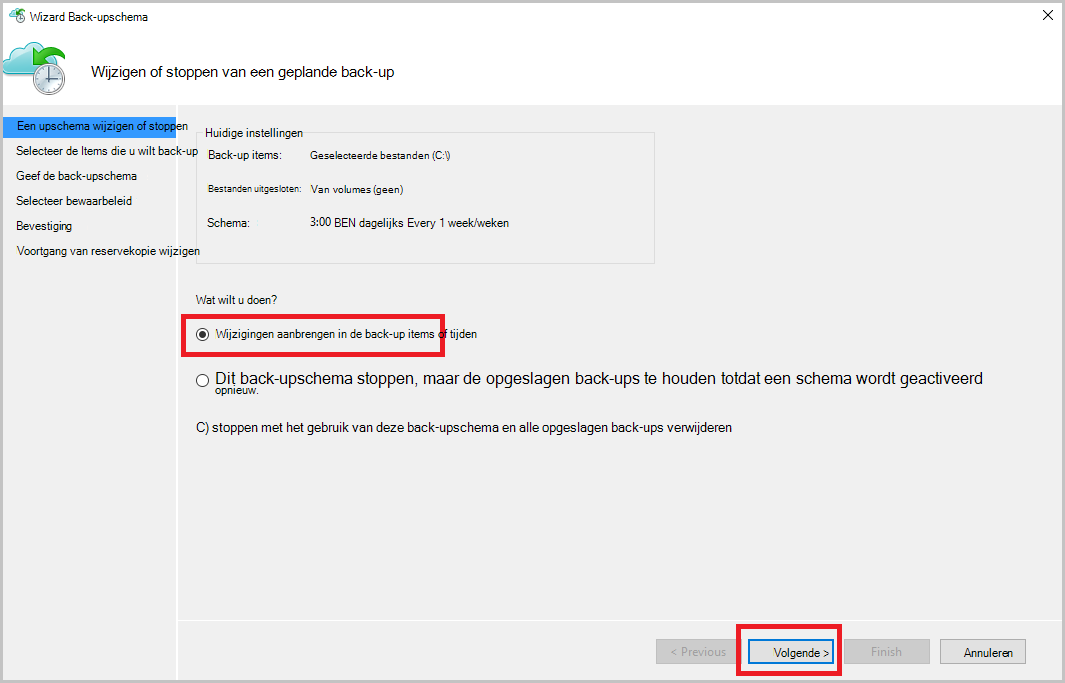 Wizard Back-upschema
Wijzigen of stoppen van een geplande back-up
Een upschema wijzigen of stoppen
Selecteer de Items die u wilt back-up
Geef de back-upschema
Selecteer bewaarbeleid
Bevestiging
Voortgang van reservekopie wijzigen
Huidige instellingen
Back-up items: Geselecteerde bestanden (C:\)
Bestanden uitgesloten: Van volumes (geen)
Schema: 3:00 BEN dagelijks Every 1 week/weken
Wat wilt u doen?
Wijzigingen aanbrengen in de back-up items of tijden
Dit back-upschema stoppen, maar de opgeslagen back-ups te houden totdat een schema wordt geactiveerd
opnieuw.
C) stoppen met het gebruik van deze back-upschema en alle opgeslagen back-ups verwijderen
< Previous Volgende > Finish Annuleren